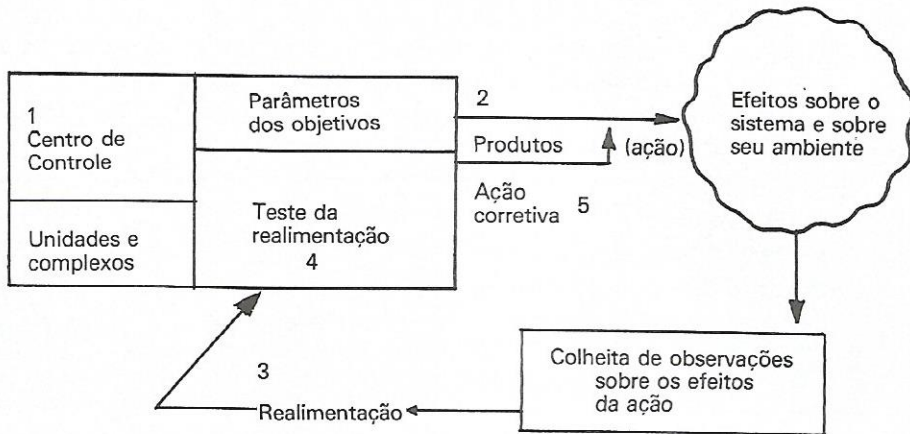 1
Centro de
Controle
Unidades e
complexos
Parâmetros
dos objetivos
Teste da
realimentação
4
2
Produtos
(ação)
Ação
corretiva 5
Efeitos sobre o
sistema e sobre
seu ambiente
Colheita de observações
sobre os efeitos
da ação
3
Realimentação